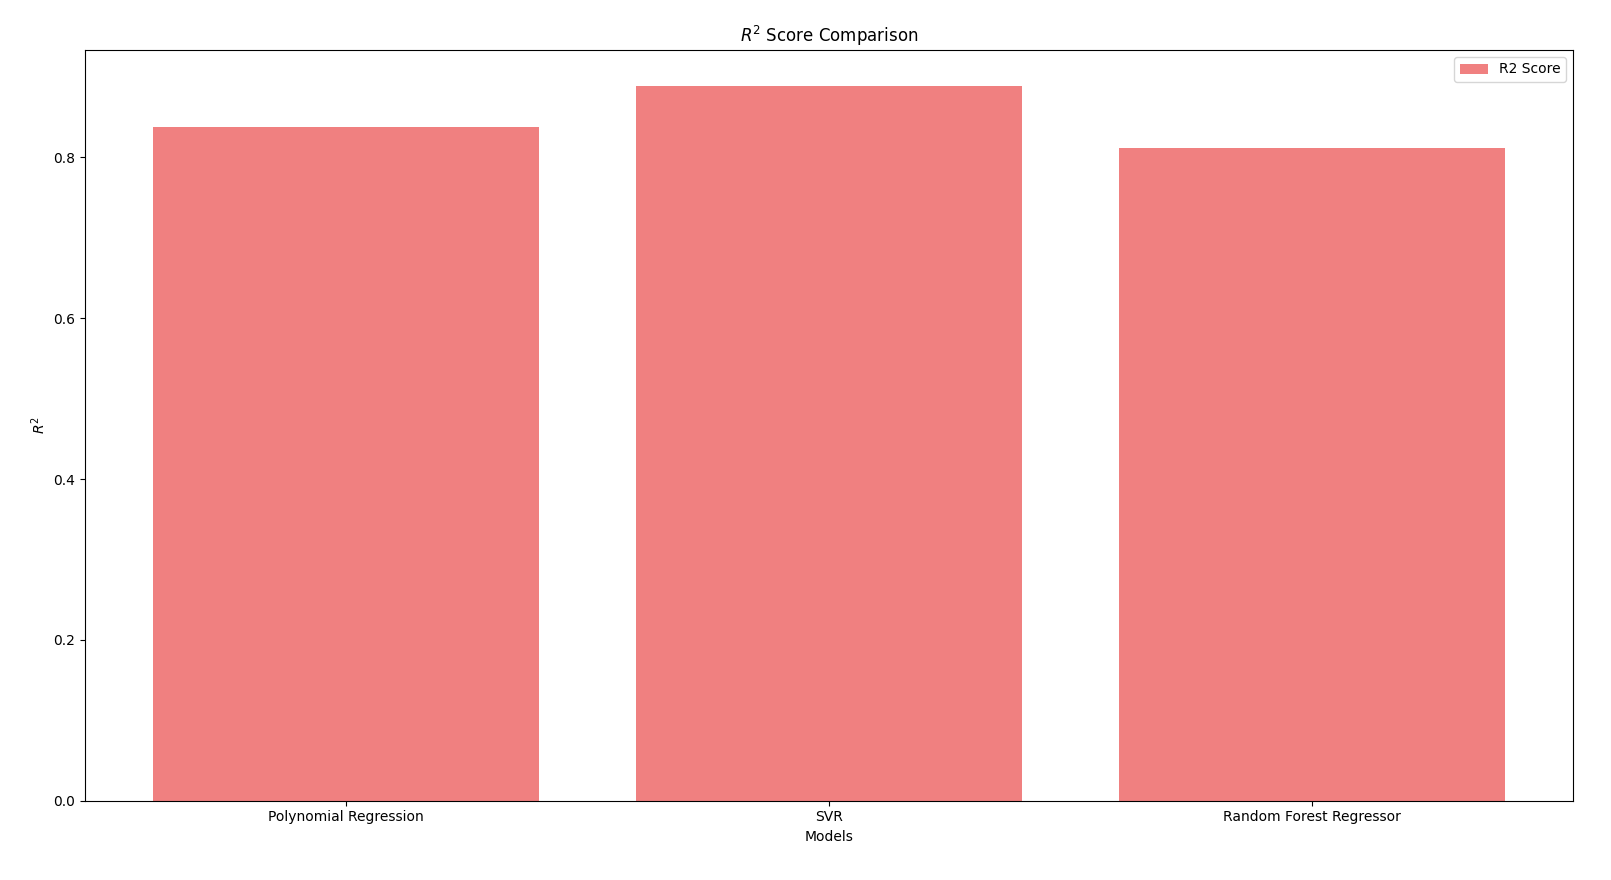 R² Score Comparison
R2 Score
R²
0.8
0.6
0.4
0.2
0.0
Polynomial Regression
SVR
Random Forest Regressor
Models